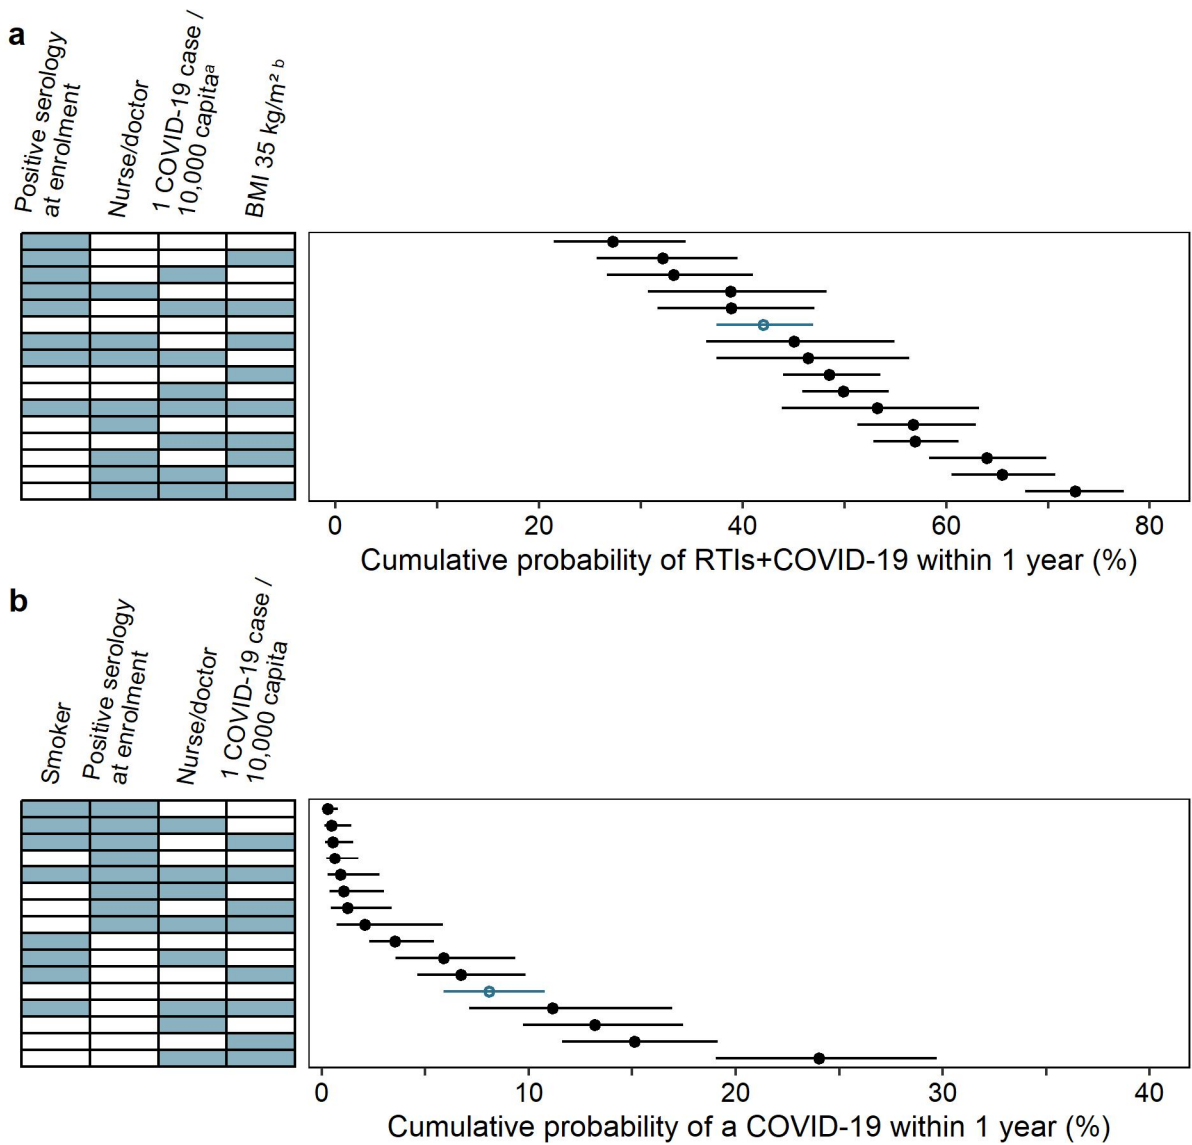 a
Positive serology
at enrolment
Nurse/doctor
1 COVID-19 case /
10,000 capitaᵃ
BMI 35 kg/m² ᵇ
0 20 40 60 80
Cumulative probability of RTIs+COVID-19 within 1 year (%)
b
Smoker
Positive serology
at enrolment
Nurse/doctor
1 COVID-19 case /
10,000 capita
0 10 20 30 40
Cumulative probability of a COVID-19 within 1 year (%)